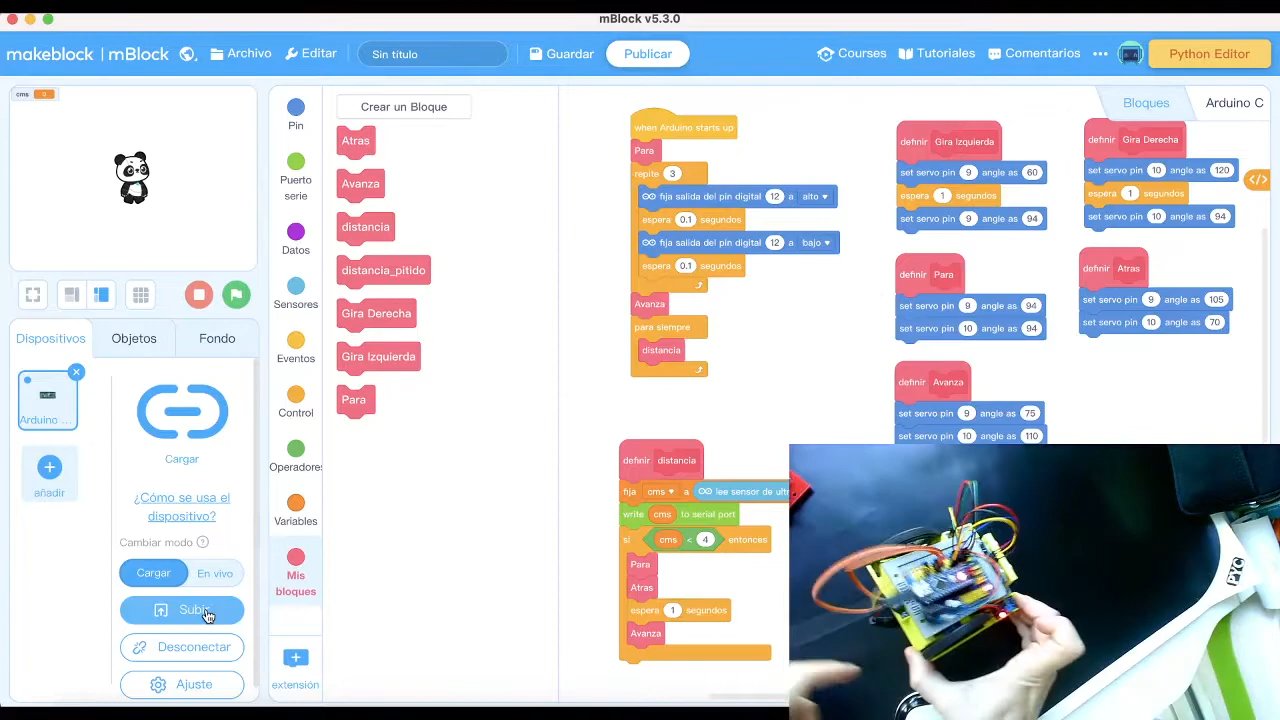 mBlock v5.3.0
makeblock | mBlock
Archivo
Editar
Sin título
Guardar
Publicar
Courses
Tutoriales
Comentarios
Python Editor
cms 0
Crear un Bloque
Bloques
Arduino C
Pin
Puerto serie
Datos
Sensores
Eventos
Control
Operadores
Variables
Mis bloques
extensión
Atras
Avanza
distancia
distancia_pitido
Gira Derecha
Gira Izquierda
Para
when Arduino starts up
Para
repite 3
fija salida del pin digital 12 a alto
espera 0.1 segundos
fija salida del pin digital 12 a bajo
espera 0.1 segundos
Avanza
para siempre
distancia
definir distancia
fija cms a lee sensor de ultr
write cms to serial port
si cms < 4 entonces
Para
Atras
espera 1 segundos
Avanza
definir Gira Izquierda
set servo pin 9 angle as 60
espera 1 segundos
set servo pin 9 angle as 94
definir Gira Derecha
set servo pin 10 angle as 120
espera 1 segundos
set servo pin 10 angle as 94
definir Para
set servo pin 9 angle as 94
set servo pin 10 angle as 94
definir Atras
set servo pin 9 angle as 105
set servo pin 10 angle as 70
definir Avanza
set servo pin 9 angle as 75
set servo pin 10 angle as 110
Dispositivos
Objetos
Fondo
Arduino ...
añadir
Cargar
¿Cómo se usa el
dispositivo?
Cambiar modo ?
Cargar
En vivo
Desconectar
Ajuste